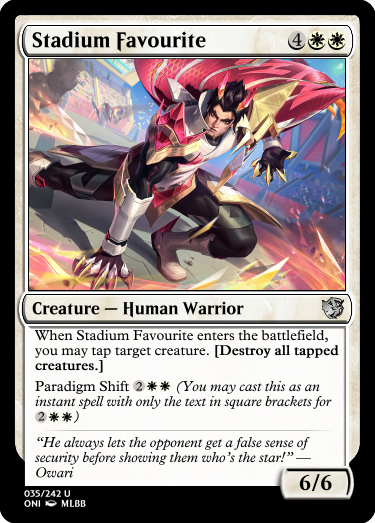 Stadium Favourite 4
Creature — Human Warrior
When Stadium Favourite enters the battlefield,
you may tap target creature. [Destroy all tapped
creatures.]
Paradigm Shift 2 (You may cast this as an
instant spell with only the text in square brackets for
2)
“He always lets the opponent get a false sense of
security before showing them who’s the star!” —
Owari
6/6
035/242 U
ONI MLBB